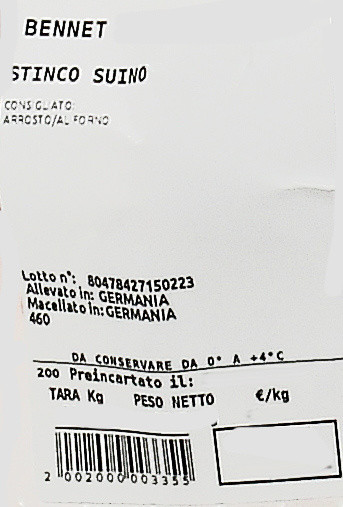 BENNET
STINCO SUINO
CONSIGLIATO:
ARROSTO/AL FORNO
Lotto n°: 80478427150223
Allevato in: GERMANIA
Macellato in: GERMANIA
460
DA CONSERVARE DA 0° A +4°C
200 Preincartato il:
TARA Kg PESO NETTO €/kg
2 002000 003355